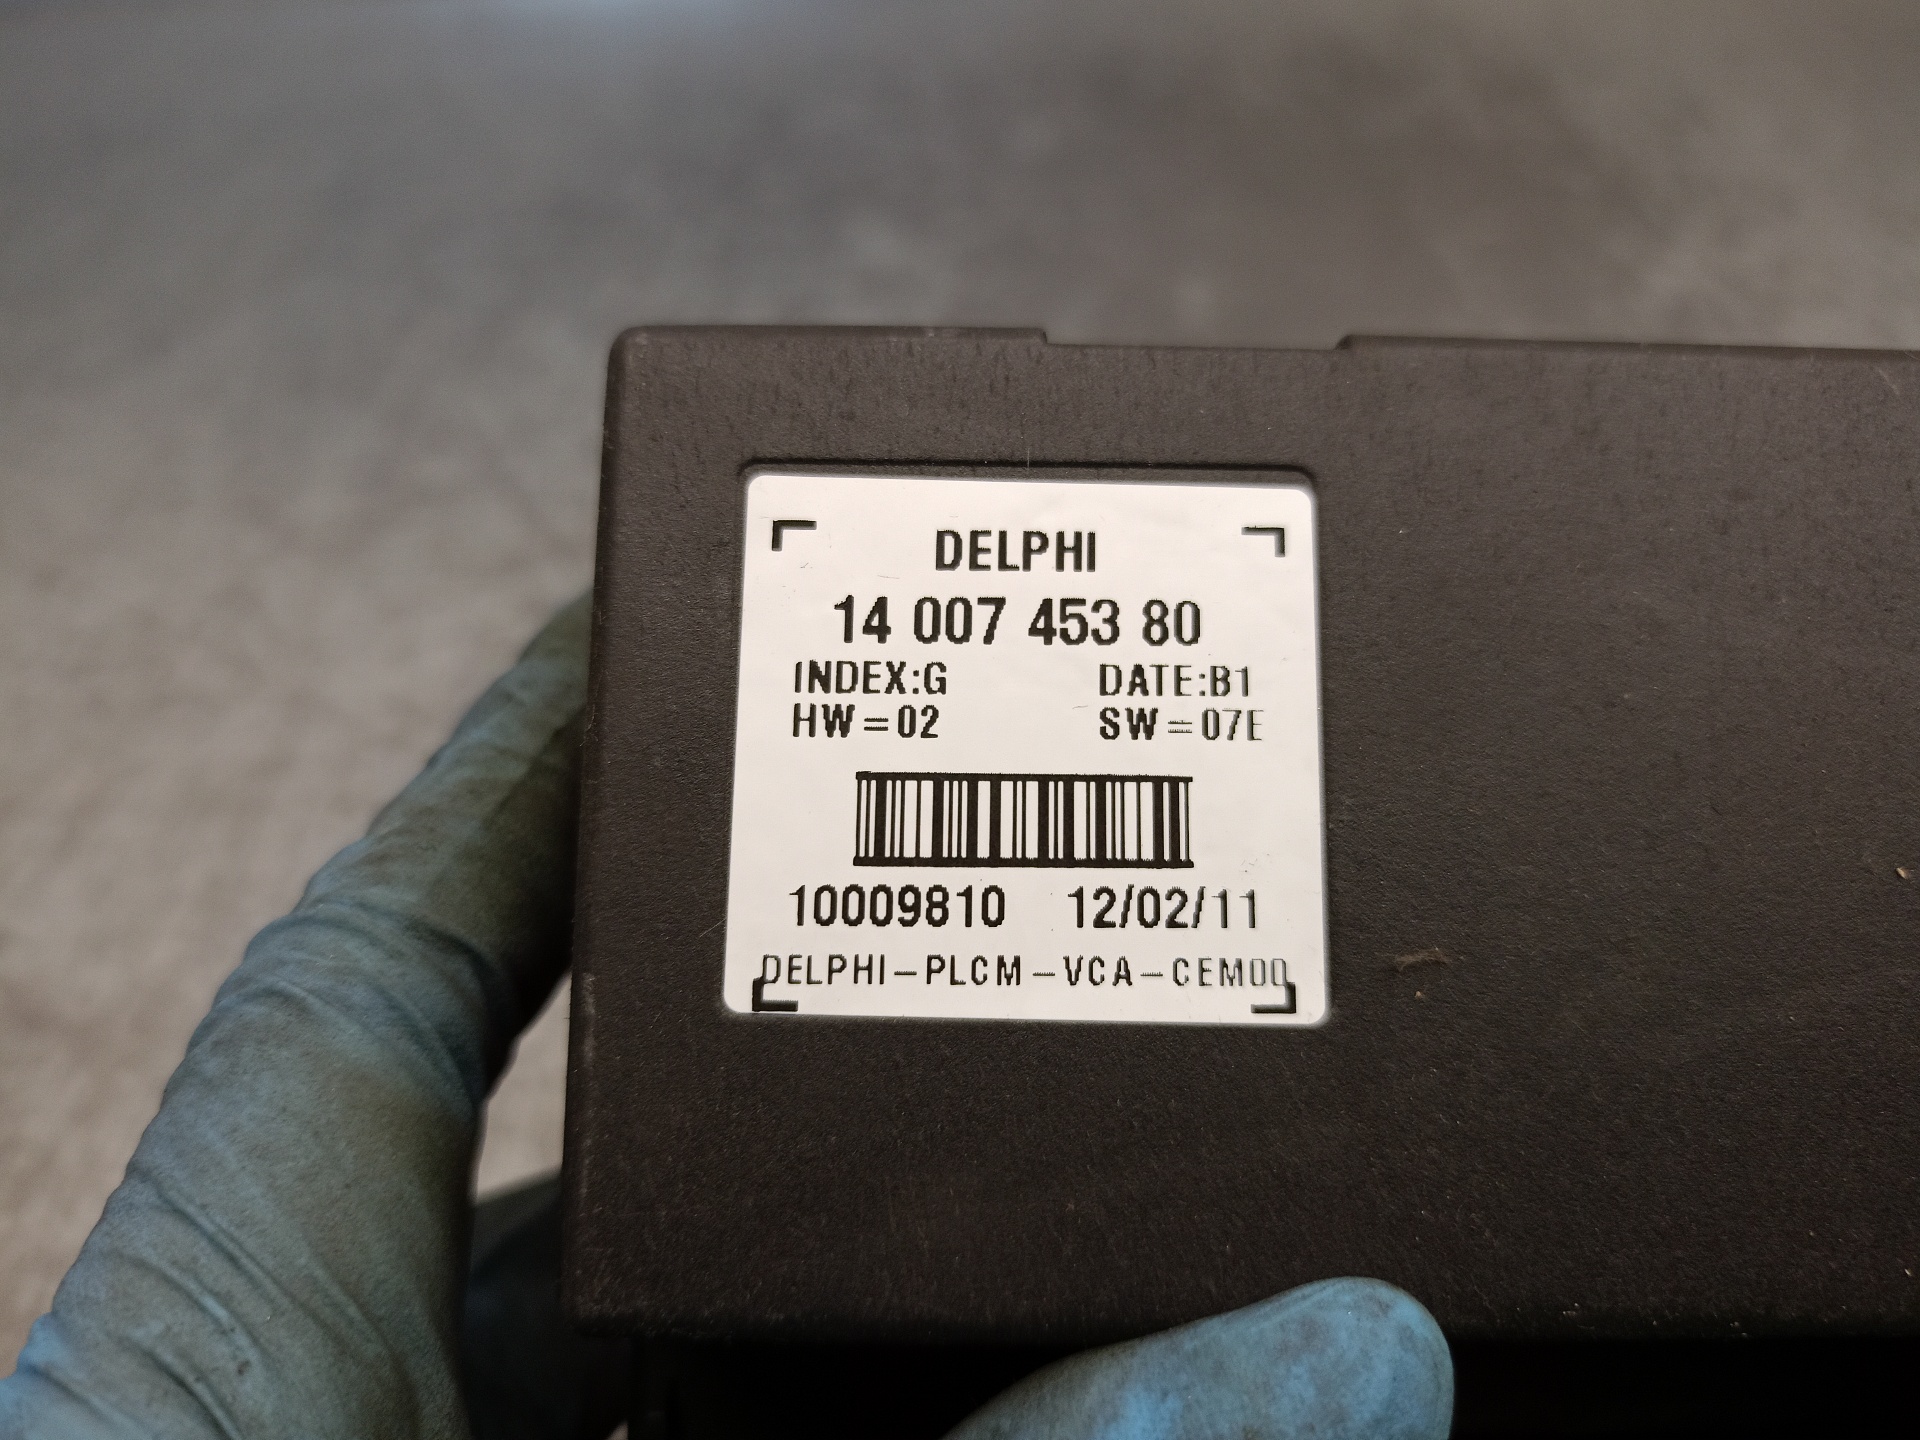 DELPHI
14 007 453 80
INDEX:G DATE:B1
HW=02 SW=07E
10009810 12/02/11
DELPHI-PLCM-VCA-CEM00